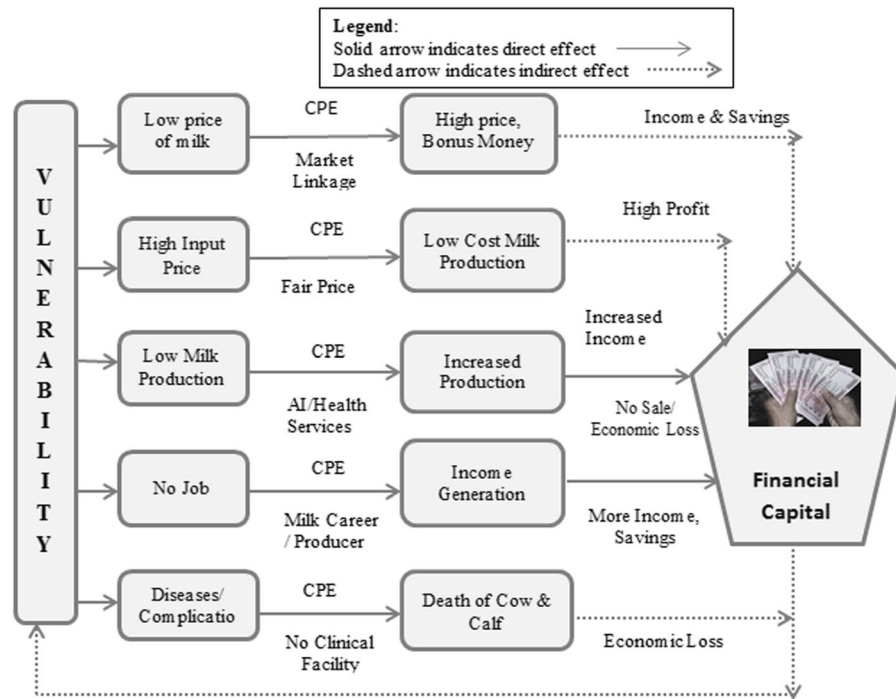 Legend:
Solid arrow indicates direct effect
Dashed arrow indicates indirect effect
VULNERABILITY
Low price
of milk
CPE
Market
Linkage
High price,
Bonus Money
Income & Savings
High Input
Price
CPE
Fair Price
Low Cost Milk
Production
High Profit
Low Milk
Production
CPE
AI/Health
Services
Increased
Production
Increased
Income
No Sale/
Economic Loss
No Job
CPE
Milk Career
/ Producer
Income
Generation
More Income,
Savings
Financial
Capital
Diseases/
Complicatio
CPE
No Clinical
Facility
Death of Cow &
Calf
Economic Loss